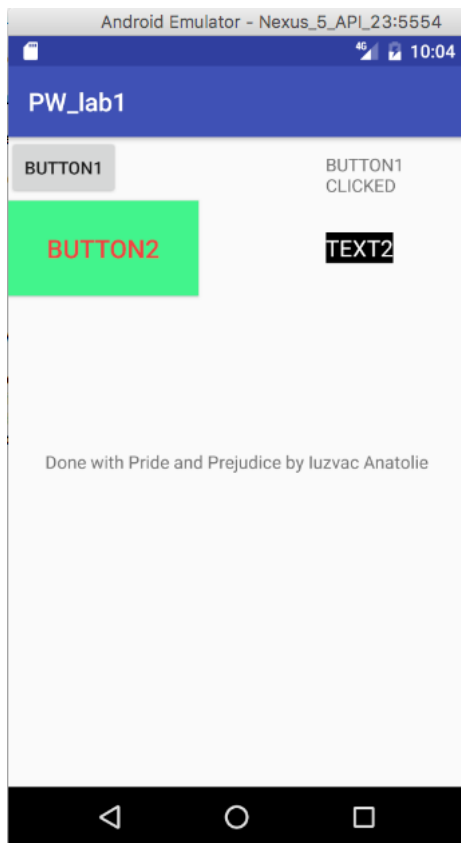 Android Emulator - Nexus_5_API_23:5554
4G 10:04
PW_lab1
BUTTON1
BUTTON1
CLICKED
BUTTON2
TEXT2
Done with Pride and Prejudice by Iuzvac Anatolie